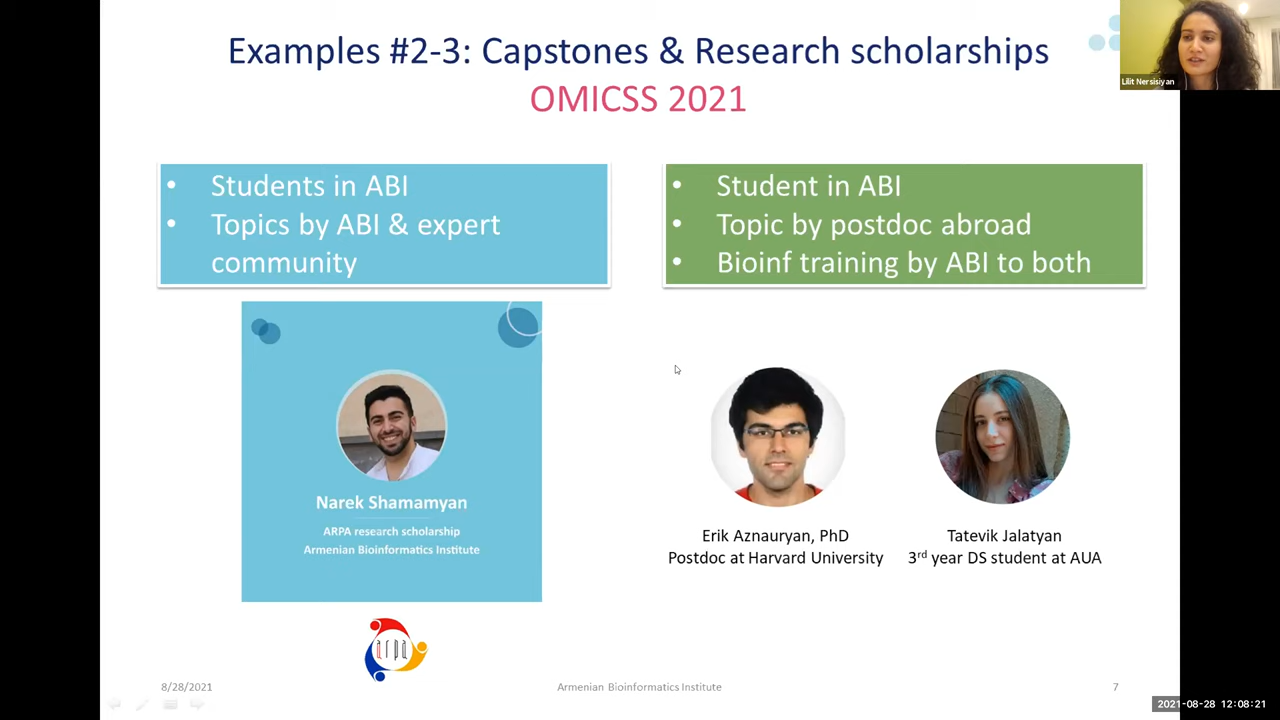 Examples #2-3: Capstones & Research scholarships
OMICSS 2021
Lilit Nersisiyan
• Students in ABI
• Topics by ABI & expert
community
• Student in ABI
• Topic by postdoc abroad
• Bioinf training by ABI to both
Narek Shamamyan
ARPA research scholarship
Armenian Bioinformatics Institute
arpa
Erik Aznauryan, PhD
Postdoc at Harvard University
Tatevik Jalatyan
3rd year DS student at AUA
8/28/2021
Armenian Bioinformatics Institute
7
2021-08-28 12:08:21